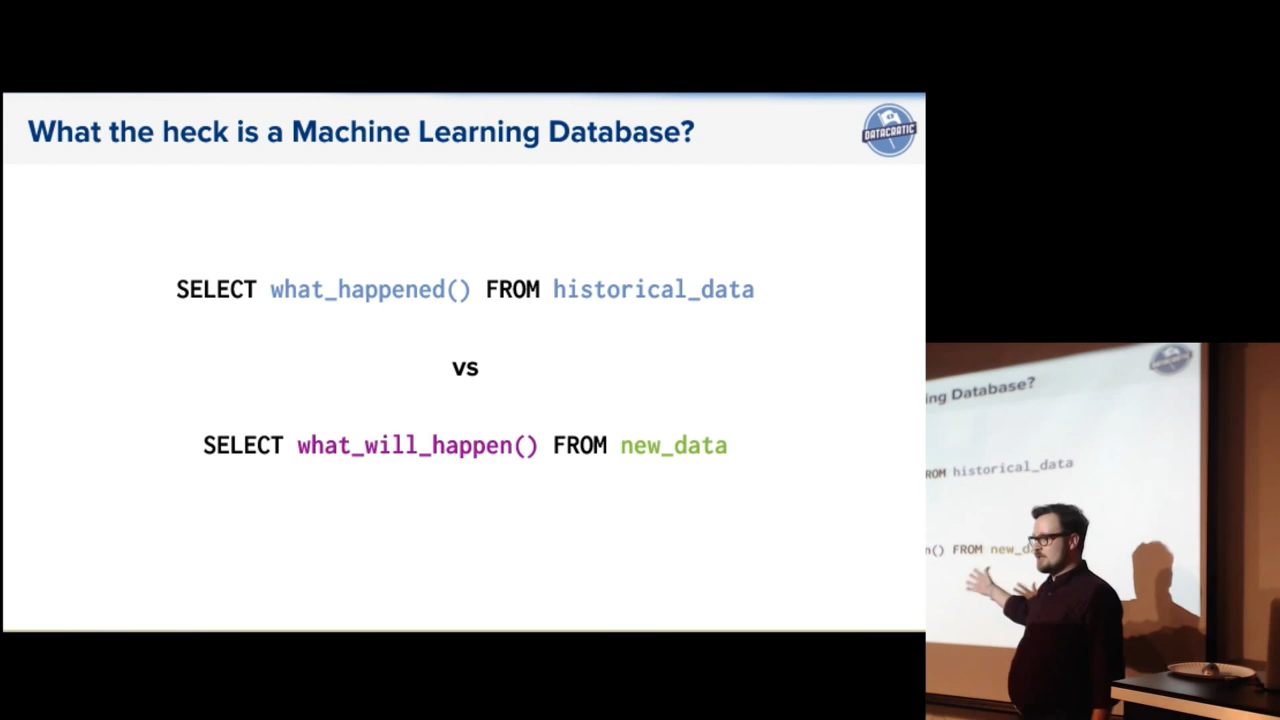 What the heck is a Machine Learning Database?
DATACRATIC
SELECT what_happened() FROM historical_data
vs
SELECT what_will_happen() FROM new_data
ing Database?
DATACRATIC
ROM historical_data
n() FROM new_d